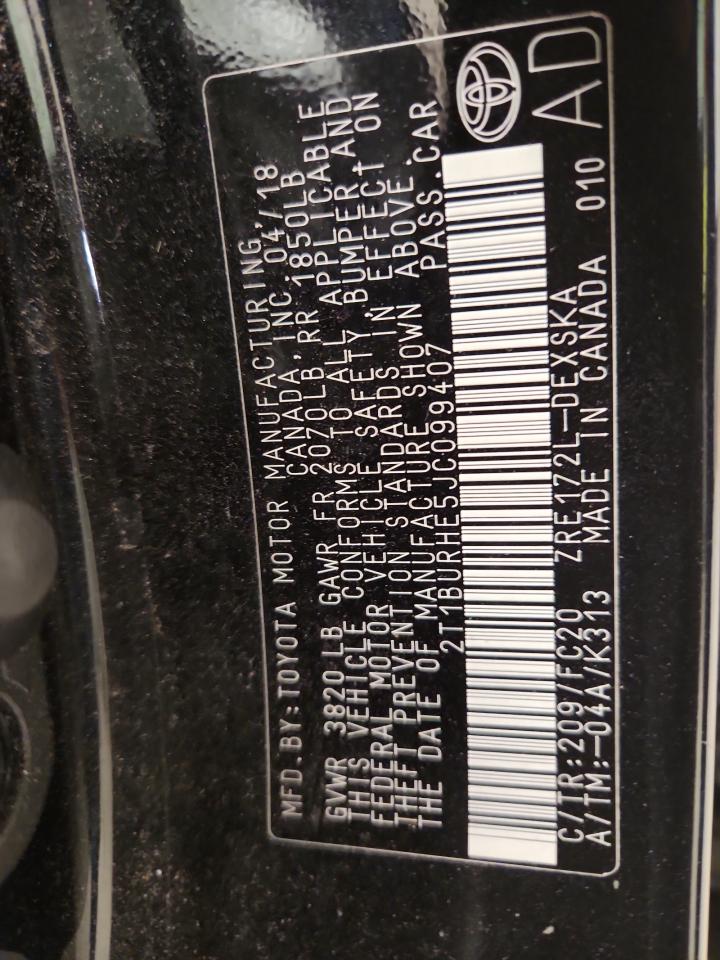 MFD.BY:TOYOTA MOTOR MANUFACTURING,
CANADA, INC. 04/18
GVWR 3820 LB GAWR FR 2070LB,RR 1850LB
THIS VEHICLE CONFORMS TO ALL APPLICABLE
FEDERAL MOTOR VEHICLE SAFETY, BUMPER, AND
THEFT PREVENTION STANDARDS IN EFFECT ON
THE DATE OF MANUFACTURE SHOWN ABOVE.
2T1BURHE5JC099407 PASS.CAR
C/TR:209/FC20 ZRE172L-DEXSKA 010
A/TM:-04A/K313 MADE IN CANADA
AD